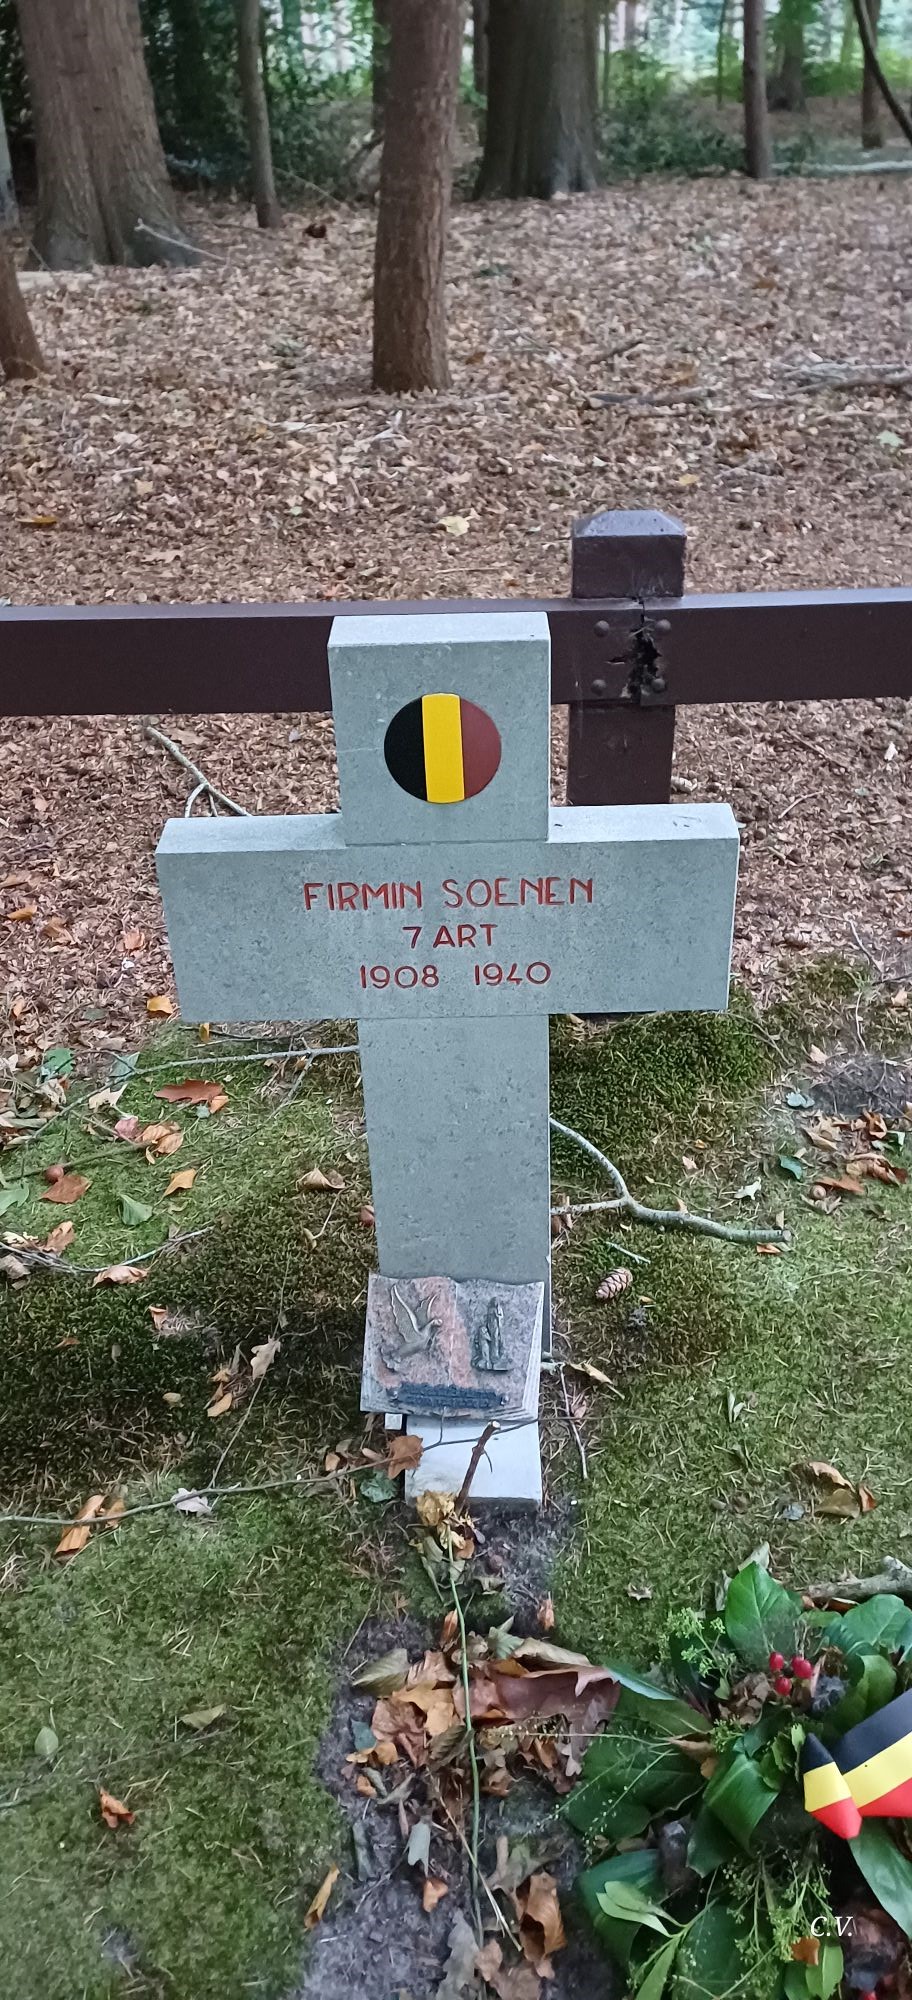 FIRMIN SOENEN
7 ART
1908 1940
C.V.